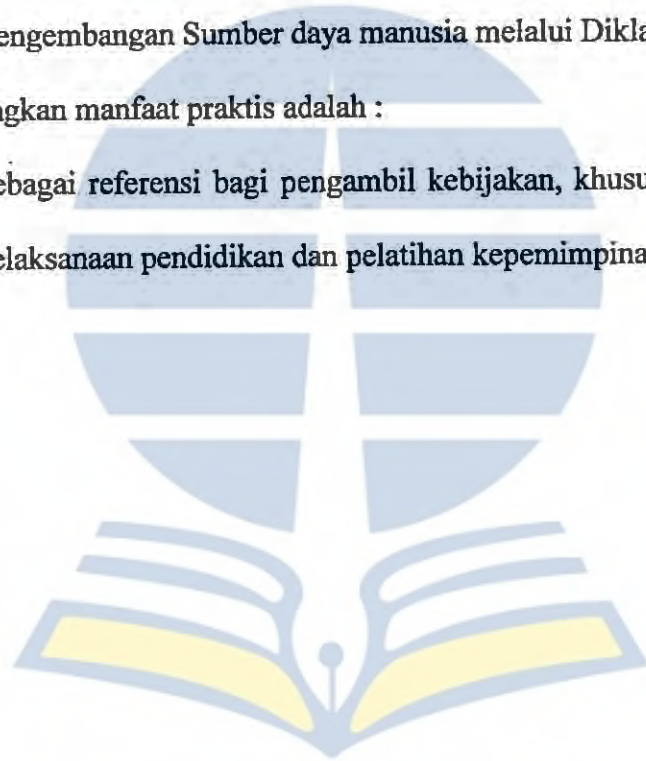 engembangan Sumber daya manusia melalui Dikla
ngkan manfaat praktis adalah :
ebagai referensi bagi pengambil kebijakan, khusu
elaksanaan pendidikan dan pelatihan kepemimpina